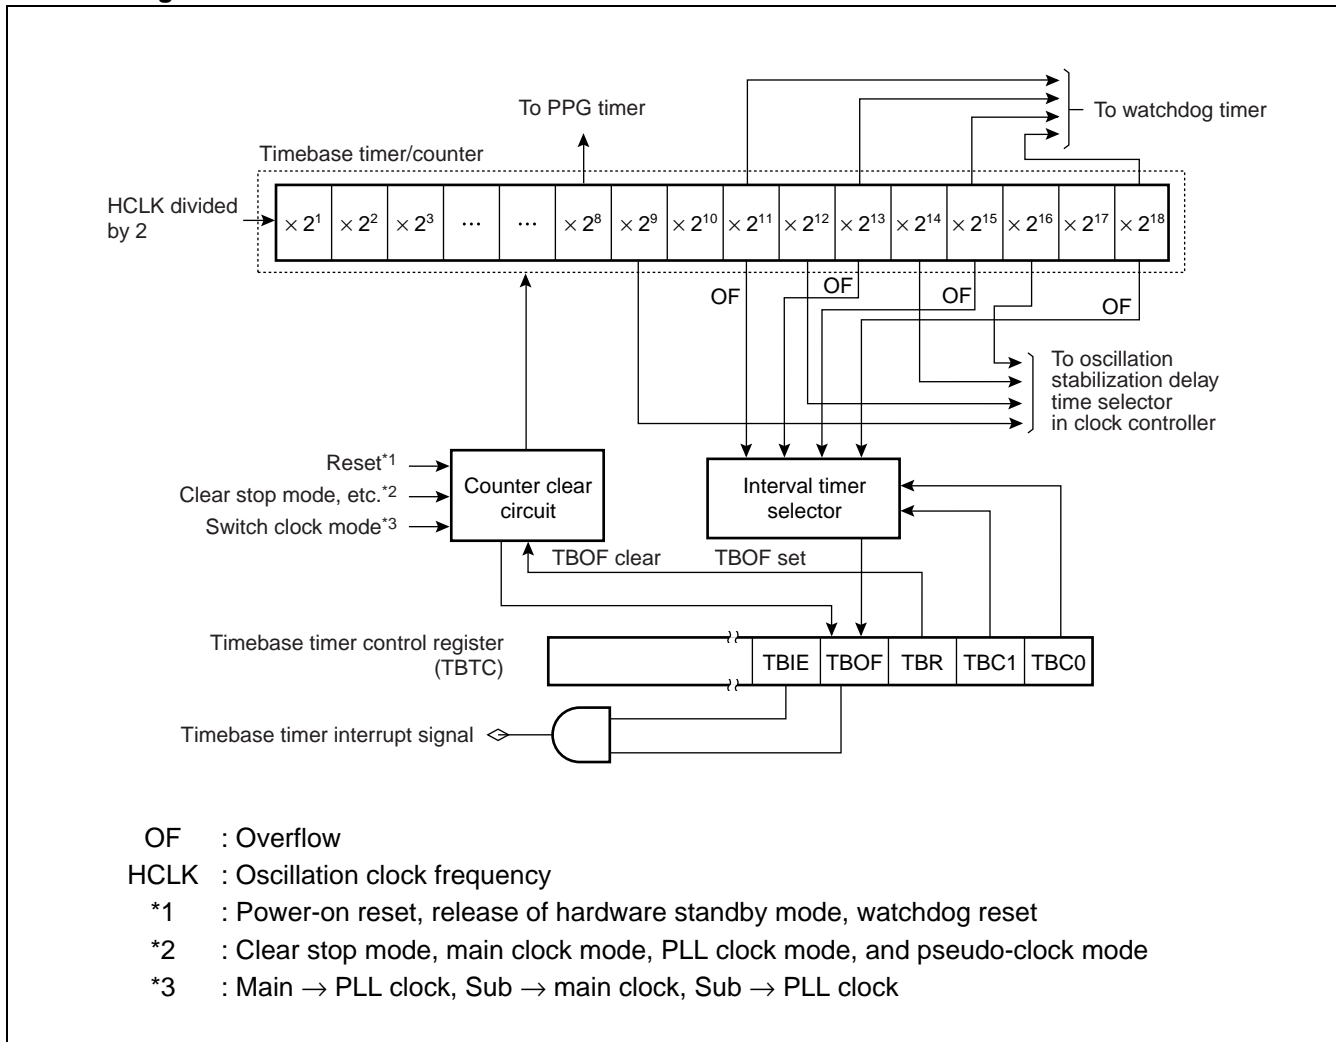 To PPG timer
To watchdog timer
Timebase timer/counter
HCLK divided
by 2
× 2¹ × 2² × 2³ ... ... × 2⁸ × 2⁹ × 2¹⁰ × 2¹¹ × 2¹² × 2¹³ × 2¹⁴ × 2¹⁵ × 2¹⁶ × 2¹⁷ × 2¹⁸
OF OF OF OF
To oscillation
stabilization delay
time selector
in clock controller
Reset*1
Clear stop mode, etc.*2
Switch clock mode*3
Counter clear
circuit
Interval timer
selector
TBOF clear TBOF set
Timebase timer control register
(TBTC)
TBIE TBOF TBR TBC1 TBC0
Timebase timer interrupt signal
OF : Overflow
HCLK : Oscillation clock frequency
*1 : Power-on reset, release of hardware standby mode, watchdog reset
*2 : Clear stop mode, main clock mode, PLL clock mode, and pseudo-clock mode
*3 : Main → PLL clock, Sub → main clock, Sub → PLL clock